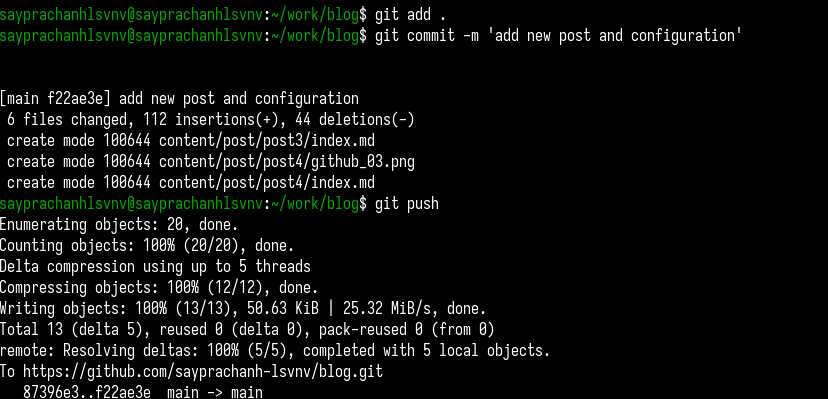 sayprachanhlsvnv@sayprachanhlsvnv:~/work/blog$ git add .
sayprachanhlsvnv@sayprachanhlsvnv:~/work/blog$ git commit -m 'add new post and configuration'
[main f22ae3e] add new post and configuration
 6 files changed, 112 insertions(+), 44 deletions(-)
 create mode 100644 content/post/post3/index.md
 create mode 100644 content/post/post4/github_03.png
 create mode 100644 content/post/post4/index.md
sayprachanhlsvnv@sayprachanhlsvnv:~/work/blog$ git push
Enumerating objects: 20, done.
Counting objects: 100% (20/20), done.
Delta compression using up to 5 threads
Compressing objects: 100% (12/12), done.
Writing objects: 100% (13/13), 50.63 KiB | 25.32 MiB/s, done.
Total 13 (delta 5), reused 0 (delta 0), pack-reused 0 (from 0)
remote: Resolving deltas: 100% (5/5), completed with 5 local objects.
To https://github.com/sayprachanh-lsvnv/blog.git
   87396e3..f22ae3e  main -> main